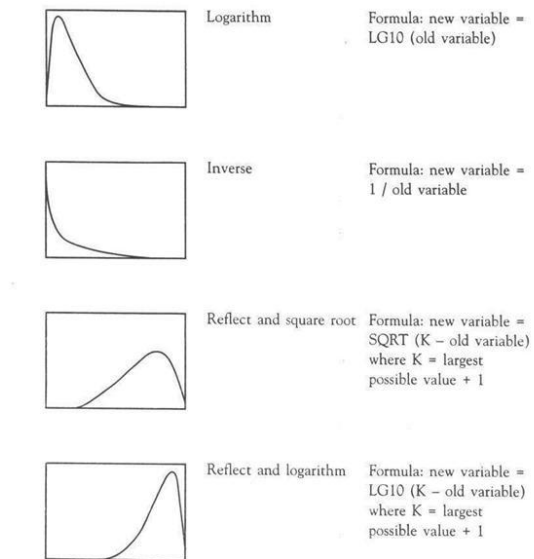 Logarithm
Formula: new variable =
LG10 (old variable)
Inverse
Formula: new variable =
1 / old variable
Reflect and square root
Formula: new variable =
SQRT (K – old variable)
where K = largest
possible value + 1
Reflect and logarithm
Formula: new variable =
LG10 (K – old variable)
where K = largest
possible value + 1